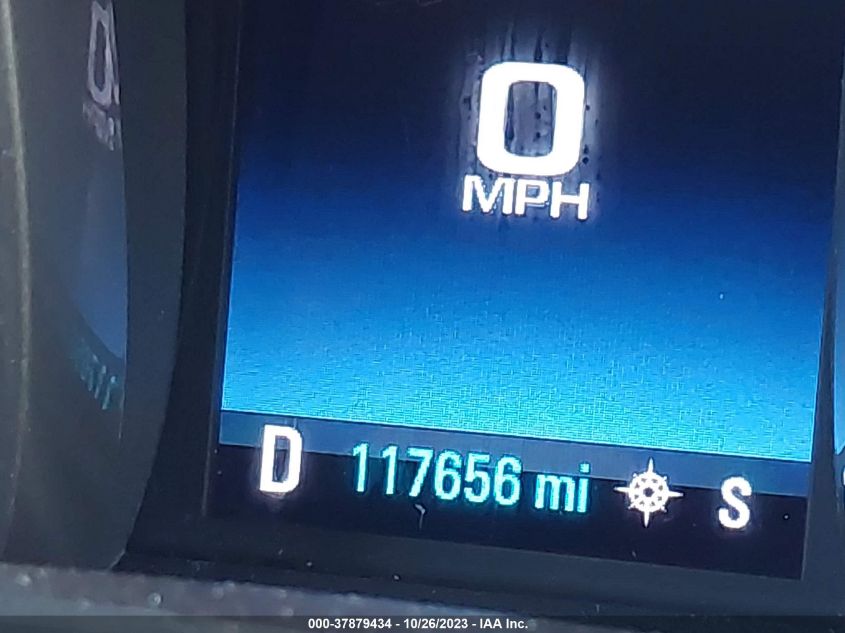 0
MPH
D 117656 mi S
000-37879434 - 10/26/2023 - IAA Inc.